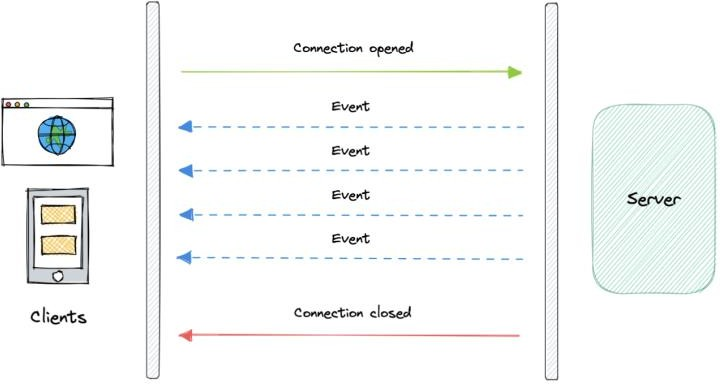 Connection opened
Event
Event
Event
Event
Connection closed
Clients
Server